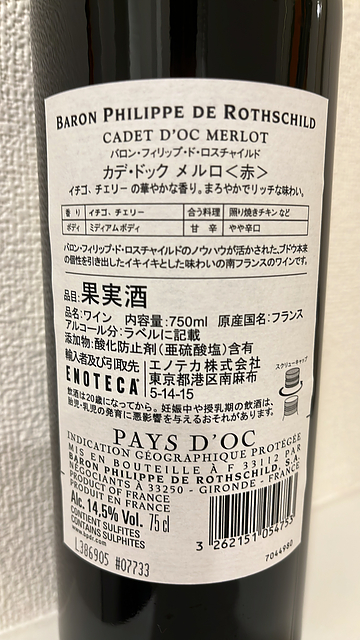 BARON PHILIPPE DE ROTHSCHILD
CADET D'OC MERLOT
バロン・フィリップ・ド・ロスチャイルド
カデ・ドック メルロ＜赤＞
イチゴ、チェリーの華やかな香り。まろやかでリッチな味わい。
香り イチゴ、チェリー 合う料理 照り焼きチキン など
ボディ ミディアムボディ 甘辛 やや辛口
バロン・フィリップ・ド・ロスチャイルドのノウハウが活かされた、ブドウ本来
の個性を引き出したイキイキとした味わいの南フランスのワインです。
品目:果実酒
品名:ワイン 内容量:750ml 原産国名:フランス
アルコール分:ラベルに記載
添加物:酸化防止剤(亜硫酸塩)含有
輸入者及び引取先 エノテカ株式会社
ENOTECA 東京都港区南麻布
5-14-15
スクリューキャップ
飲酒は20歳になってから。妊娠中や授乳期の飲酒は、
胎児・乳児の発育に悪影響を与えるおそれがあります。
PAYS D'OC
INDICATION GÉOGRAPHIQUE PROTÉGÉE
MIS EN BOUTEILLE À F 33112 PAR
BARON PHILIPPE DE ROTHSCHILD, S.A.
NÉGOCIANTS À 33250 - GIRONDE - FRANCE
PRODUCT OF FRANCE
PRODUIT EN FRANCE
Alc. 14,5% Vol. 75 cl
CONTIENT SULFITES
CONTAINS SULPHITES
www.bpdr.com
L386905 #07733
3 262151 054753
7044980